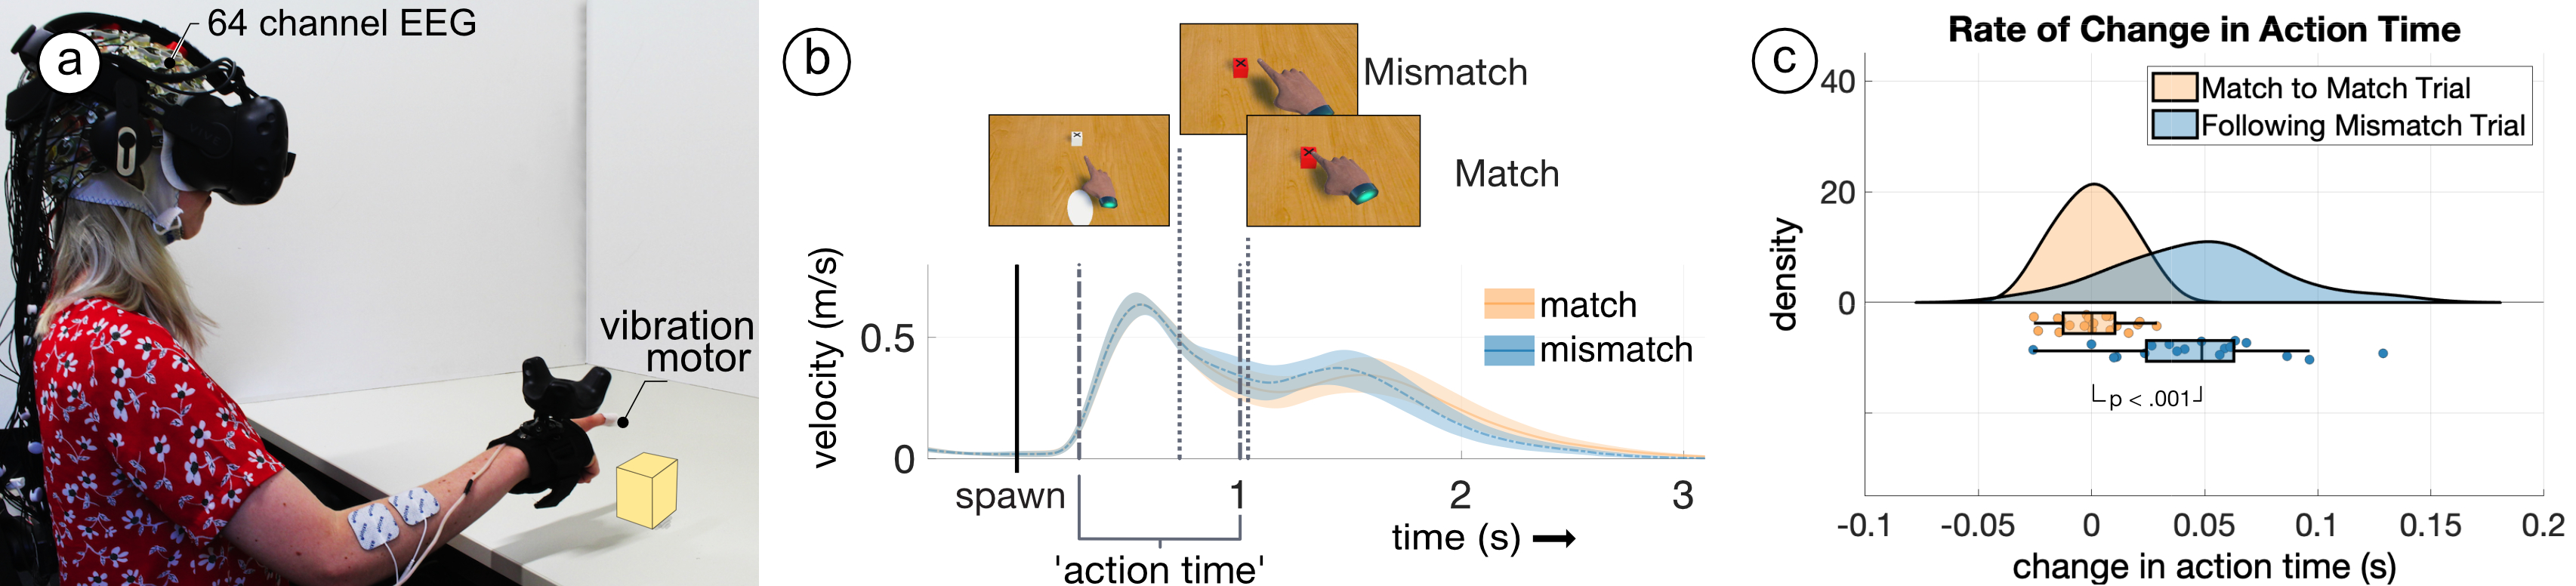 a
64 channel EEG
vibration
motor
b
Mismatch
Match
velocity (m/s)
0.5
0
match
mismatch
spawn
1
2
3
time (s)
'action time'
c
Rate of Change in Action Time
Match to Match Trial
Following Mismatch Trial
density
40
20
0
p < .001
-0.1
-0.05
0
0.05
0.1
0.15
0.2
change in action time (s)